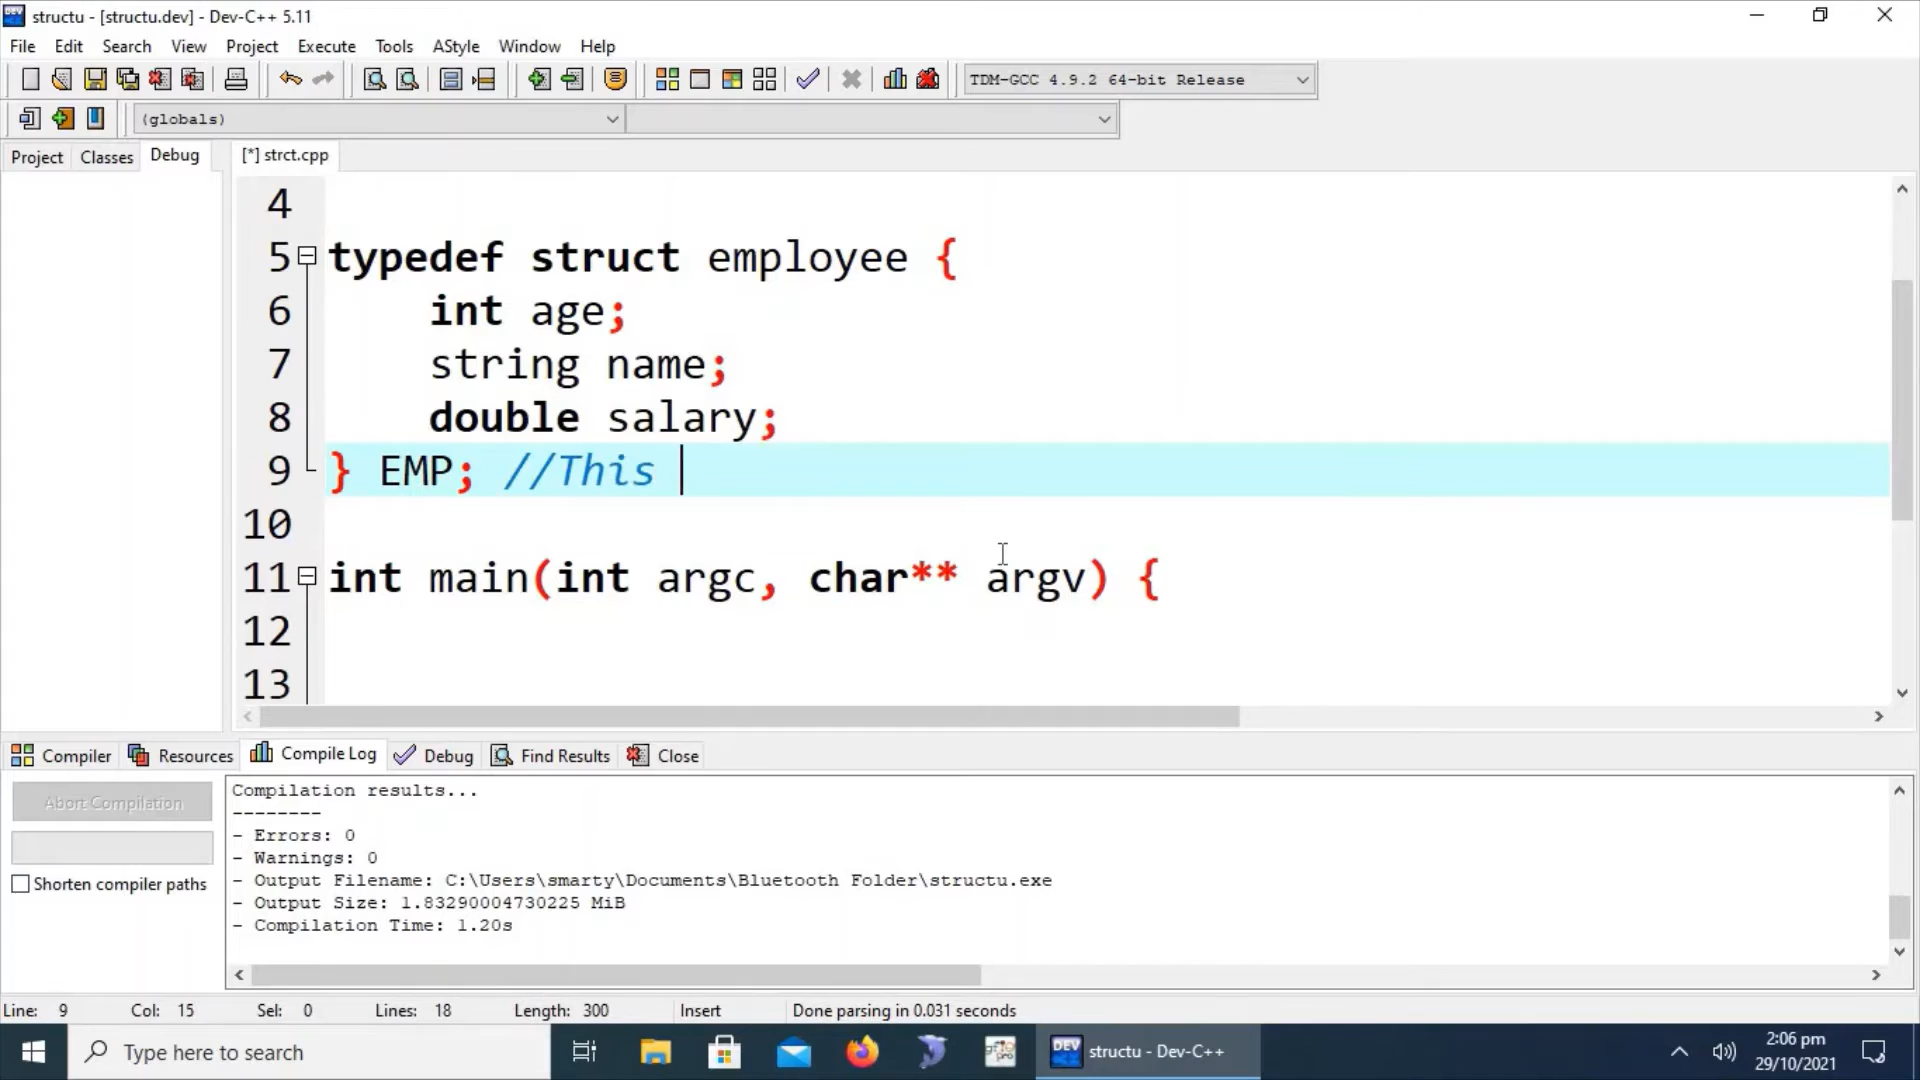 structu - [structu.dev] - Dev-C++ 5.11
File Edit Search View Project Execute Tools AStyle Window Help
TDM-GCC 4.9.2 64-bit Release
(globals)
Project Classes Debug [*] strct.cpp
4
5 typedef struct employee {
6 int age;
7 string name;
8 double salary;
9 } EMP; //This
10
11 int main(int argc, char** argv) {
12
13
Compiler Resources Compile Log Debug Find Results Close
Abort Compilation
Shorten compiler paths
Compilation results...
--------
- Errors: 0
- Warnings: 0
- Output Filename: C:\Users\smarty\Documents\Bluetooth Folder\structu.exe
- Output Size: 1.83290004730225 MiB
- Compilation Time: 1.20s
Line: 9 Col: 15 Sel: 0 Lines: 18 Length: 300 Insert Done parsing in 0.031 seconds
Type here to search
DEV structu - Dev-C++
2:06 pm
29/10/2021